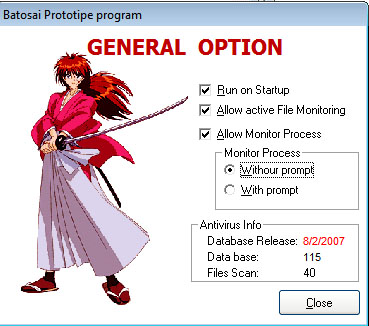 Batosai Prototipe program
GENERAL OPTION
Run on Startup
Allow active File Monitoring
Allow Monitor Process
Monitor Process
Withour prompt
With prompt
Antivirus Info
Database Release: 8/2/2007
Data base: 115
Files Scan: 40
Close